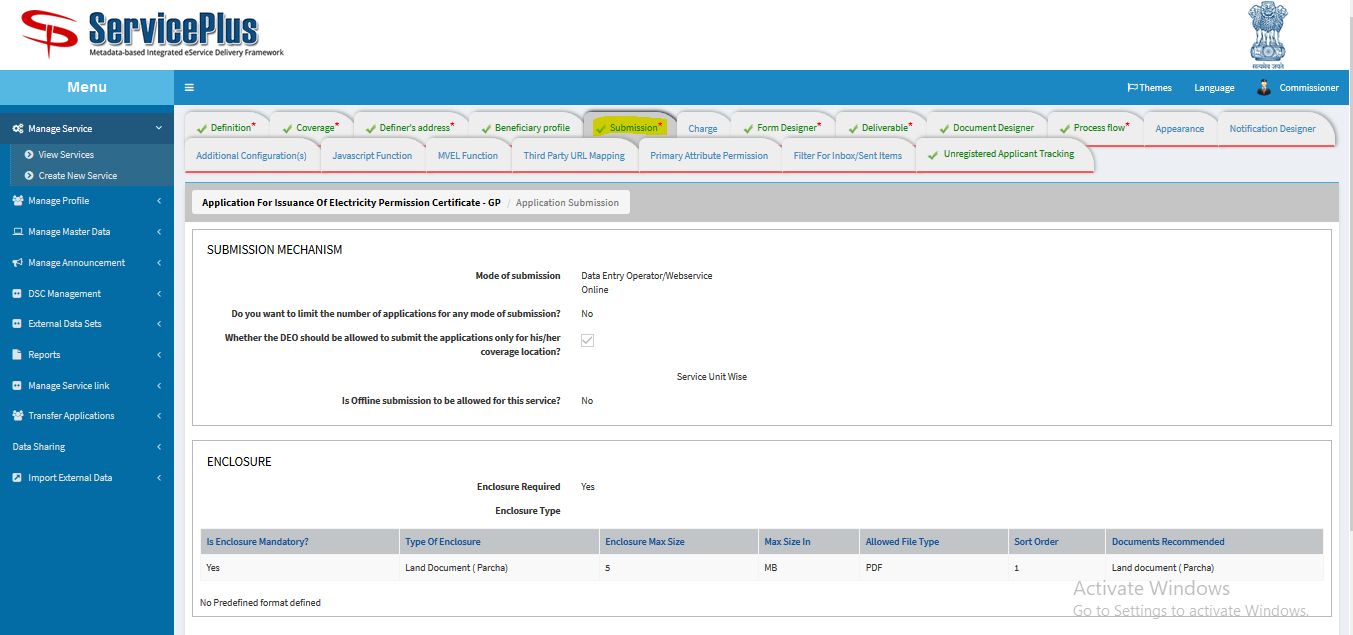 ServicePlus
Metadata-based Integrated eService Delivery Framework
सत्यमेव जयते
Menu
Themes Language Commissioner
Manage Service
View Services
Create New Service
Manage Profile
Manage Master Data
Manage Announcement
DSC Management
External Data Sets
Reports
Manage Service link
Transfer Applications
Data Sharing
Import External Data
Definition* Coverage* Definer's address* Beneficiary profile Submission* Charge Form Designer* Deliverable* Document Designer Process flow* Appearance Notification Designer
Additional Configuration(s) Javascript Function MVEL Function Third Party URL Mapping Primary Attribute Permission Filter For Inbox/Sent Items Unregistered Applicant Tracking
Application For Issuance Of Electricity Permission Certificate - GP / Application Submission
SUBMISSION MECHANISM
Mode of submission Data Entry Operator/Webservice
Online
Do you want to limit the number of applications for any mode of submission? No
Whether the DEO should be allowed to submit the applications only for his/her
coverage location?
Service Unit Wise
Is Offline submission to be allowed for this service? No
ENCLOSURE
Enclosure Required Yes
Enclosure Type
Is Enclosure Mandatory? Type Of Enclosure Enclosure Max Size Max Size In Allowed File Type Sort Order Documents Recommended
Yes Land Document ( Parcha) 5 MB PDF 1 Land document ( Parcha)
No Predefined format defined
Activate Windows
Go to Settings to activate Windows.